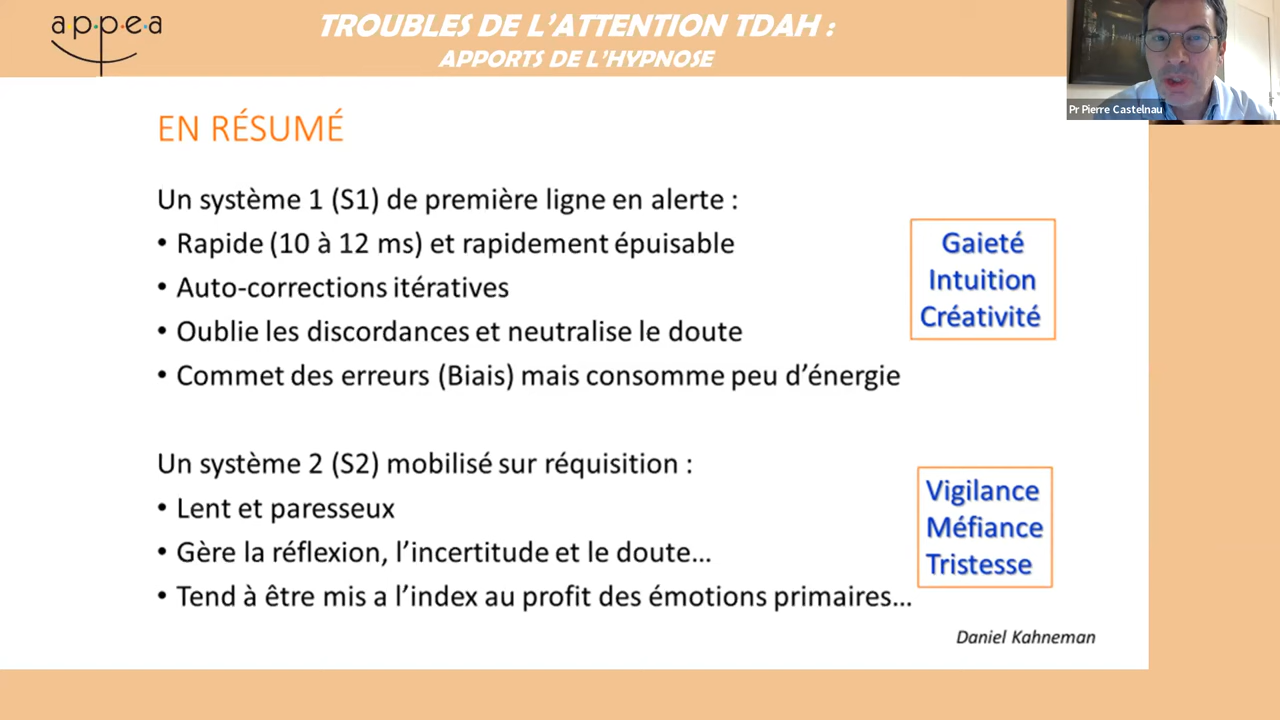 appea
TROUBLES DE L'ATTENTION TDAH :
APPORTS DE L'HYPNOSE
Pr Pierre Castelnau
EN RÉSUMÉ
Un système 1 (S1) de première ligne en alerte :
• Rapide (10 à 12 ms) et rapidement épuisable
• Auto-corrections itératives
• Oublie les discordances et neutralise le doute
• Commet des erreurs (Biais) mais consomme peu d'énergie
Gaieté
Intuition
Créativité
Un système 2 (S2) mobilisé sur réquisition :
• Lent et paresseux
• Gère la réflexion, l'incertitude et le doute...
• Tend à être mis a l'index au profit des émotions primaires...
Vigilance
Méfiance
Tristesse
Daniel Kahneman